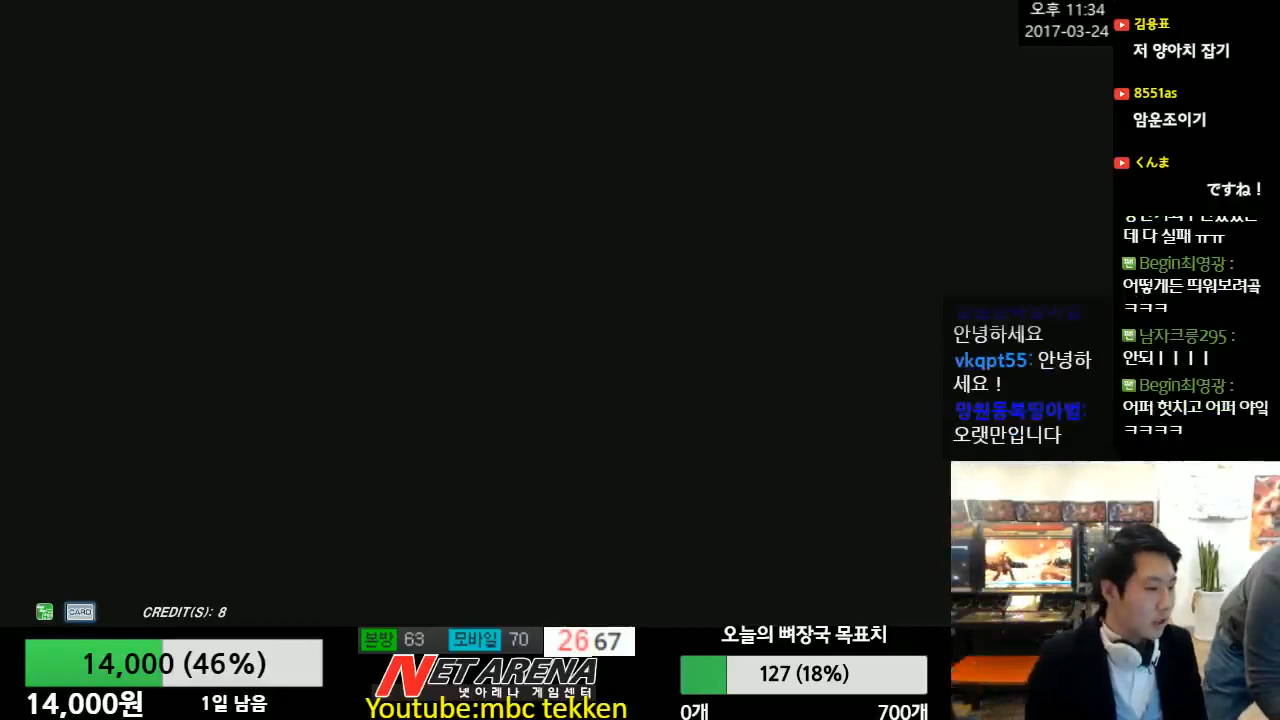 오후 11:34
2017-03-24
김용표
저 양아치 잡기
8551as
암운조이기
くんま
ですね！
데 다 실패 ㅠㅠ
Begin최영광 :
어떻게든 띄워보려곸
ㅋㅋㅋ
남자크릉295 :
안되ㅣㅣㅣㅣ
Begin최영광 :
어퍼 헛치고 어퍼 야잌
ㅋㅋㅋㅋ
안녕하세요
vkqpt55: 안녕하
세요 !
망원동복띵아범:
오랫만입니다
CARD
CREDIT(S): 8
14,000 (46%)
14,000원
1일 남음
본방 63 모바일 70 26 67
NET ARENA
넷아레나 게임센터
Youtube:mbc tekken
오늘의 뼈장국 목표치
127 (18%)
0개
700개